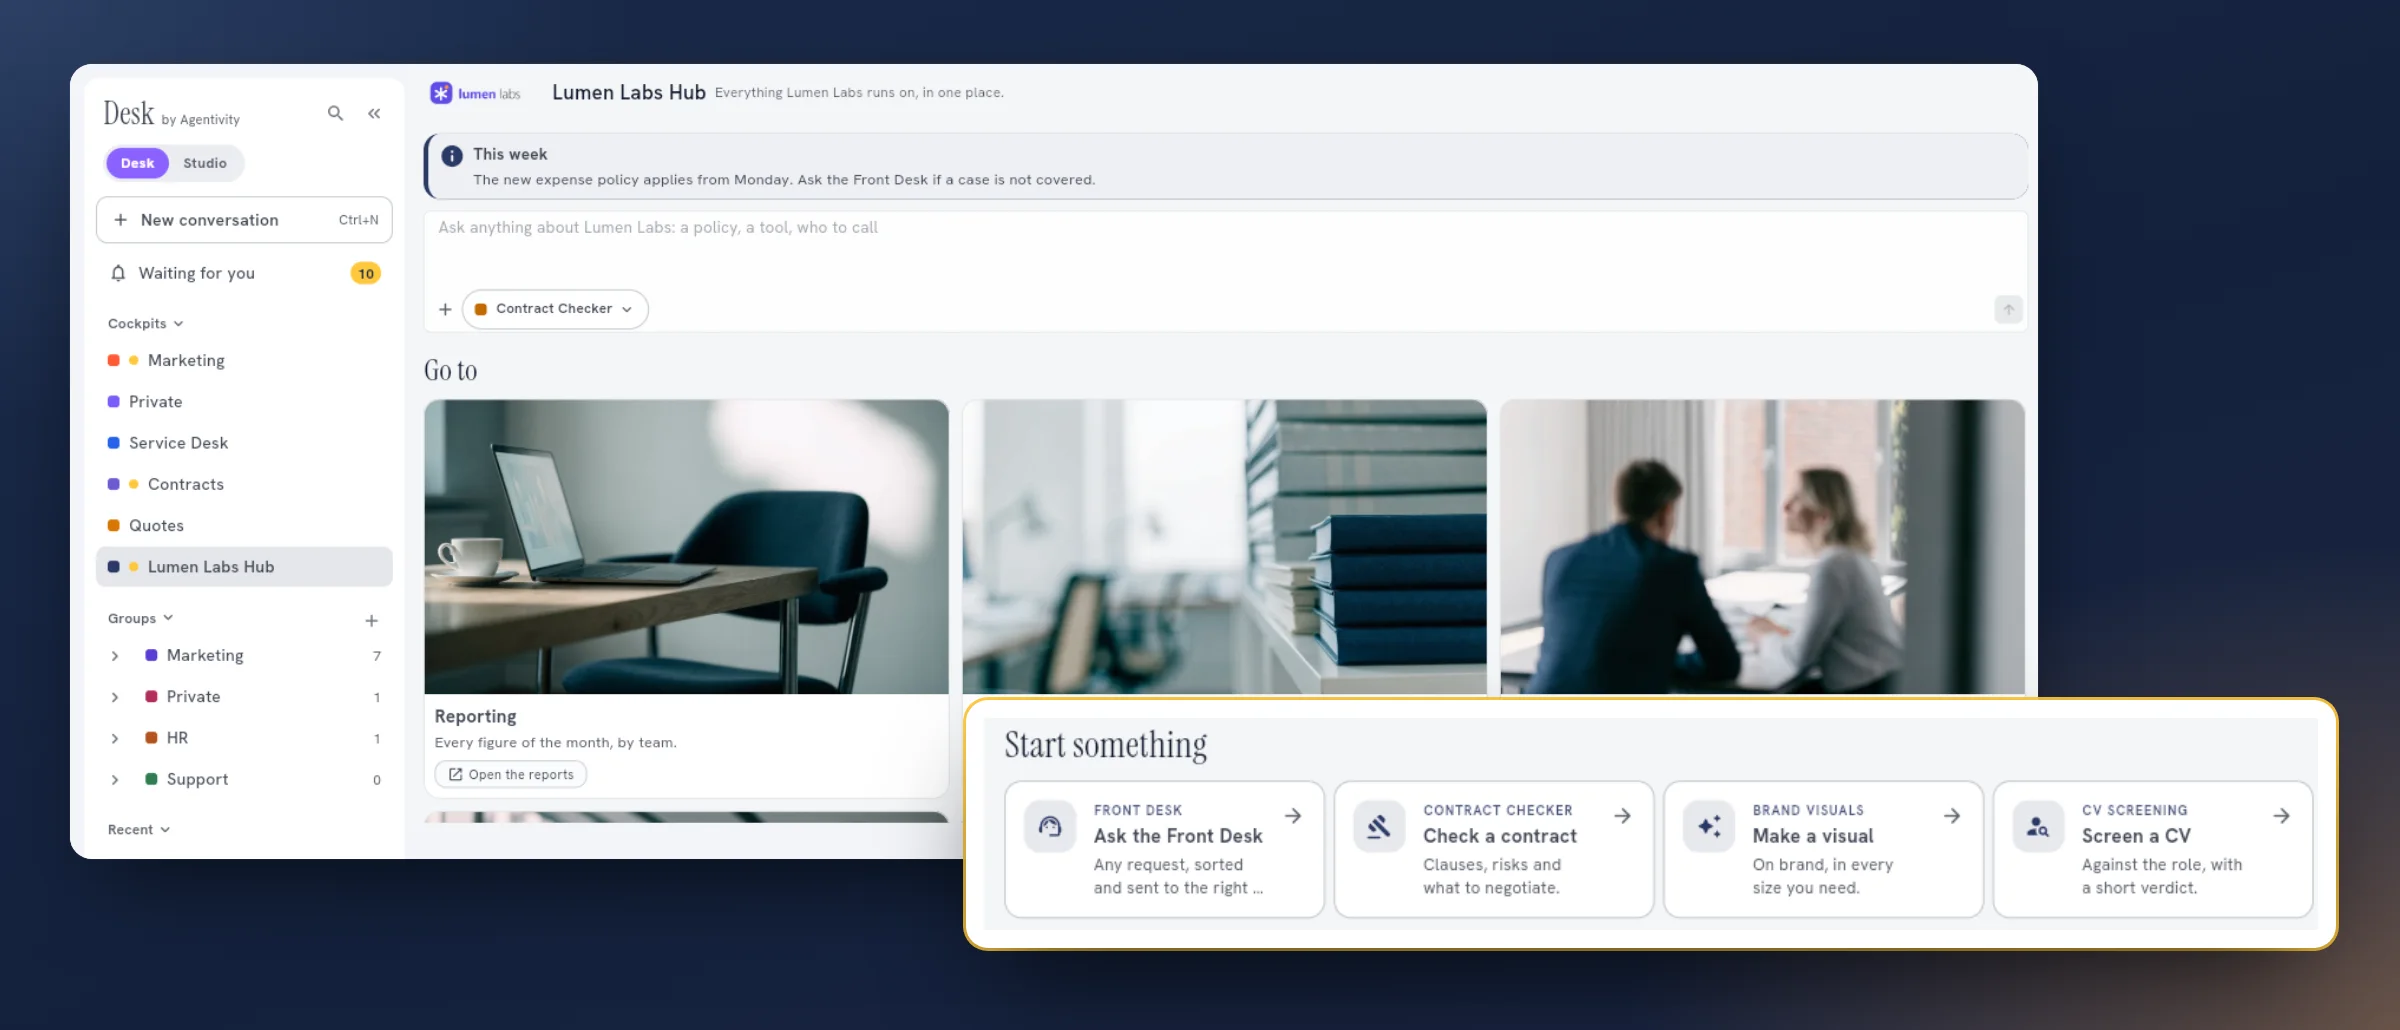 Desk by Agentivity
Desk
Studio
New conversation
Ctrl+N
Waiting for you
10
Cockpits
Marketing
Private
Service Desk
Contracts
Quotes
Lumen Labs Hub
Groups
Marketing
7
Private
1
HR
1
Support
0
Recent
lumen labs
Lumen Labs Hub
Everything Lumen Labs runs on, in one place.
This week
The new expense policy applies from Monday. Ask the Front Desk if a case is not covered.
Ask anything about Lumen Labs: a policy, a tool, who to call
Contract Checker
Go to
Reporting
Every figure of the month, by team.
Open the reports
Start something
FRONT DESK
Ask the Front Desk
Any request, sorted
and sent to the right ...
CONTRACT CHECKER
Check a contract
Clauses, risks and
what to negotiate.
BRAND VISUALS
Make a visual
On brand, in every
size you need.
CV SCREENING
Screen a CV
Against the role, with
a short verdict.